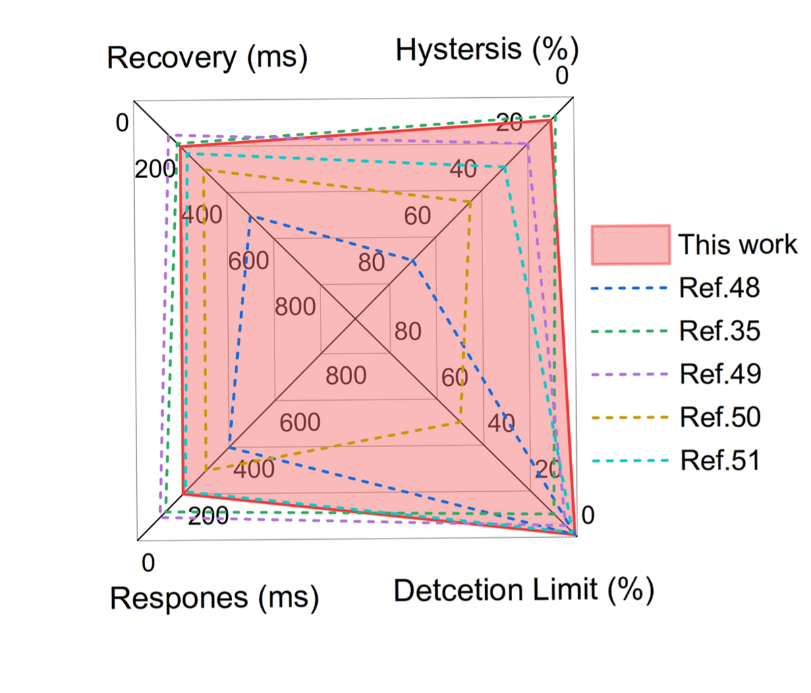 Recovery (ms)
Hystersis (%)
0
0
20
200
40
400
60
600
80
800
80
800
60
600
40
400
20
200
0
0
Respones (ms)
Detcetion Limit (%)
This work
Ref.48
Ref.35
Ref.49
Ref.50
Ref.51